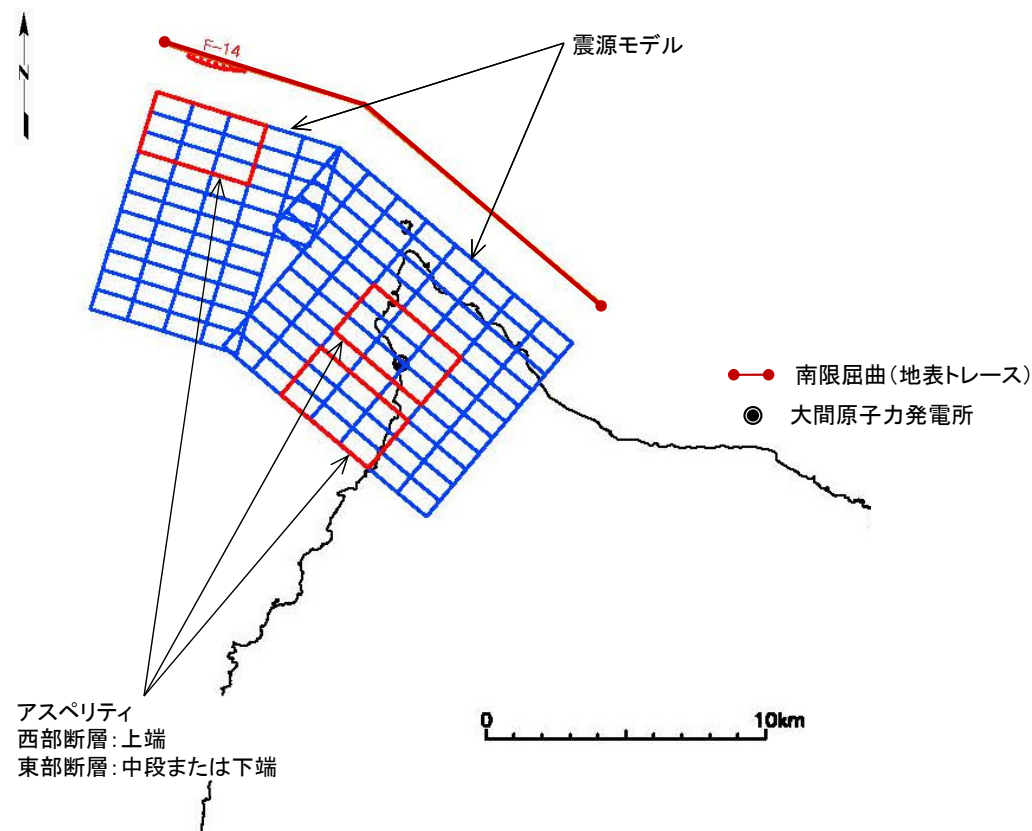 N
F-14
震源モデル
南限屈曲(地表トレース)
大間原子力発電所
アスペリティ
西部断層:上端
東部断層:中段または下端
0 10km